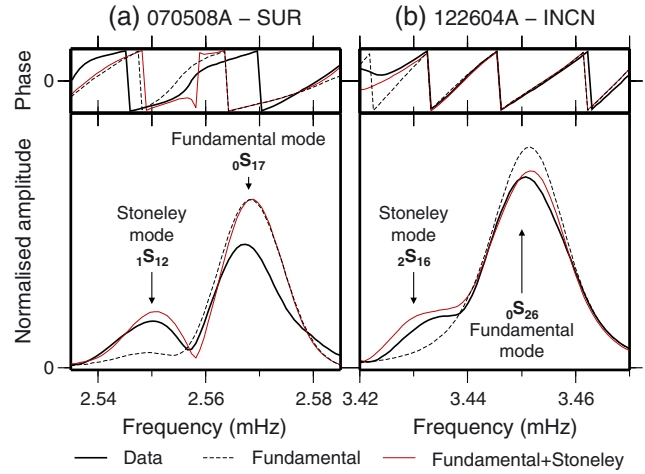 (a) 070508A – SUR
(b) 122604A – INCN
Phase
0
Normalised amplitude
0
Fundamental mode
₀S₁₇
Stoneley
mode
₁S₁₂
Stoneley
mode
₂S₁₆
₀S₂₆
Fundamental
mode
2.54 2.56 2.58
3.42 3.44 3.46
Frequency (mHz)
Frequency (mHz)
Data
Fundamental
Fundamental+Stoneley